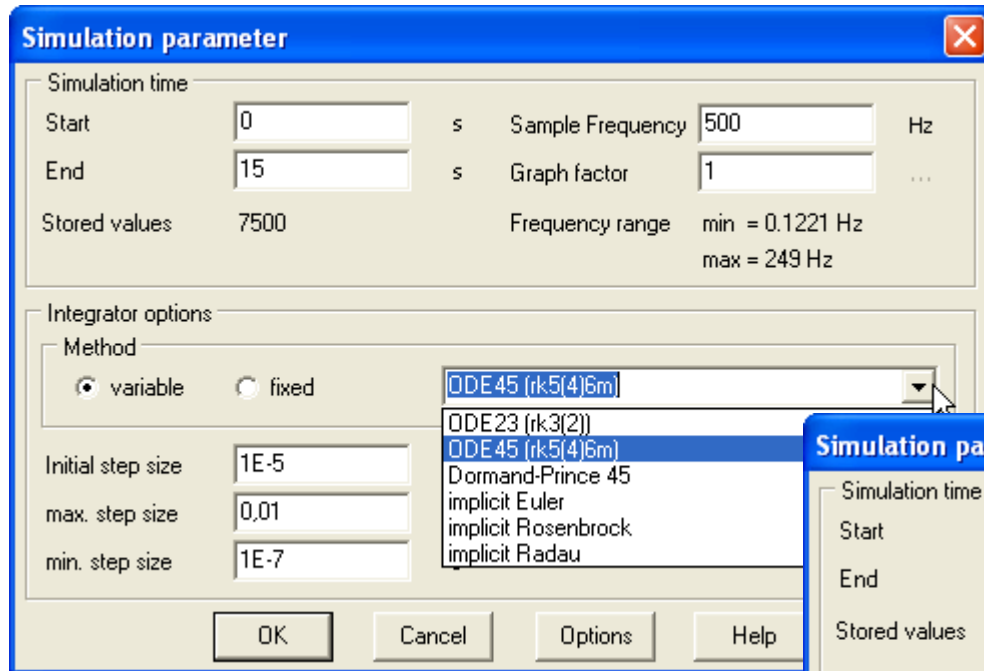 Simulation parameter
Simulation time
Start 0 s Sample Frequency 500 Hz
End 15 s Graph factor 1 ...
Stored values 7500 Frequency range min = 0.1221 Hz
max = 249 Hz
Integrator options
Method
variable fixed ODE45 (rk5(4)6m)
ODE23 (rk3(2))
ODE45 (rk5(4)6m)
Dormand-Prince 45
implicit Euler
implicit Rosenbrock
implicit Radau
Initial step size 1E-5
max. step size 0,01
min. step size 1E-7
OK Cancel Options Help
Simulation pa
Simulation time
Start
End
Stored values